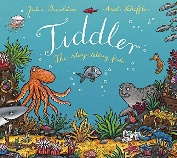 Julia Donaldson Axel Scheffler
Tiddler
The story-telling fish